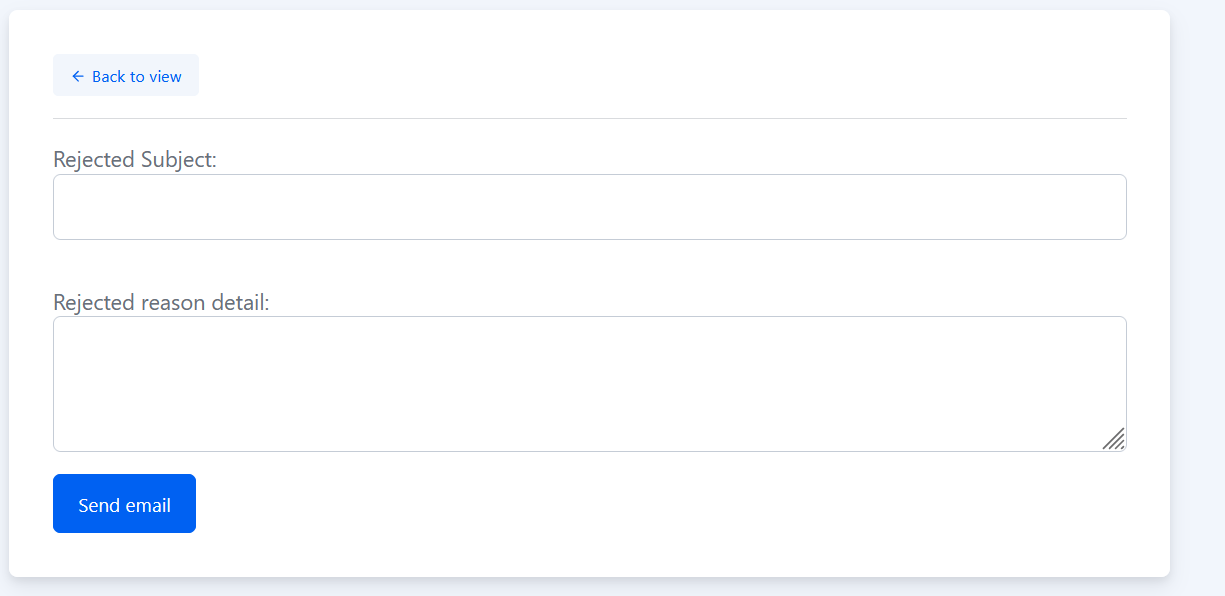 Back to view
Rejected Subject:
Rejected reason detail:
Send email